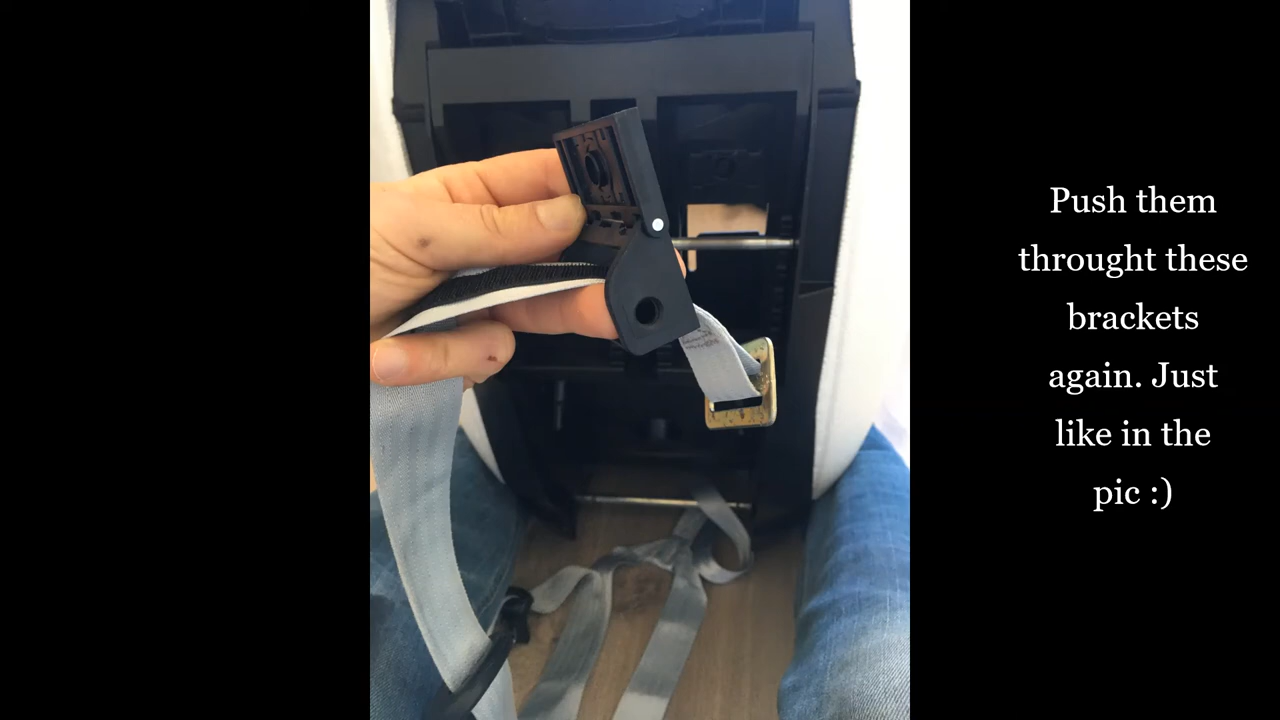 Push them
throught these
brackets
again. Just
like in the
pic :)